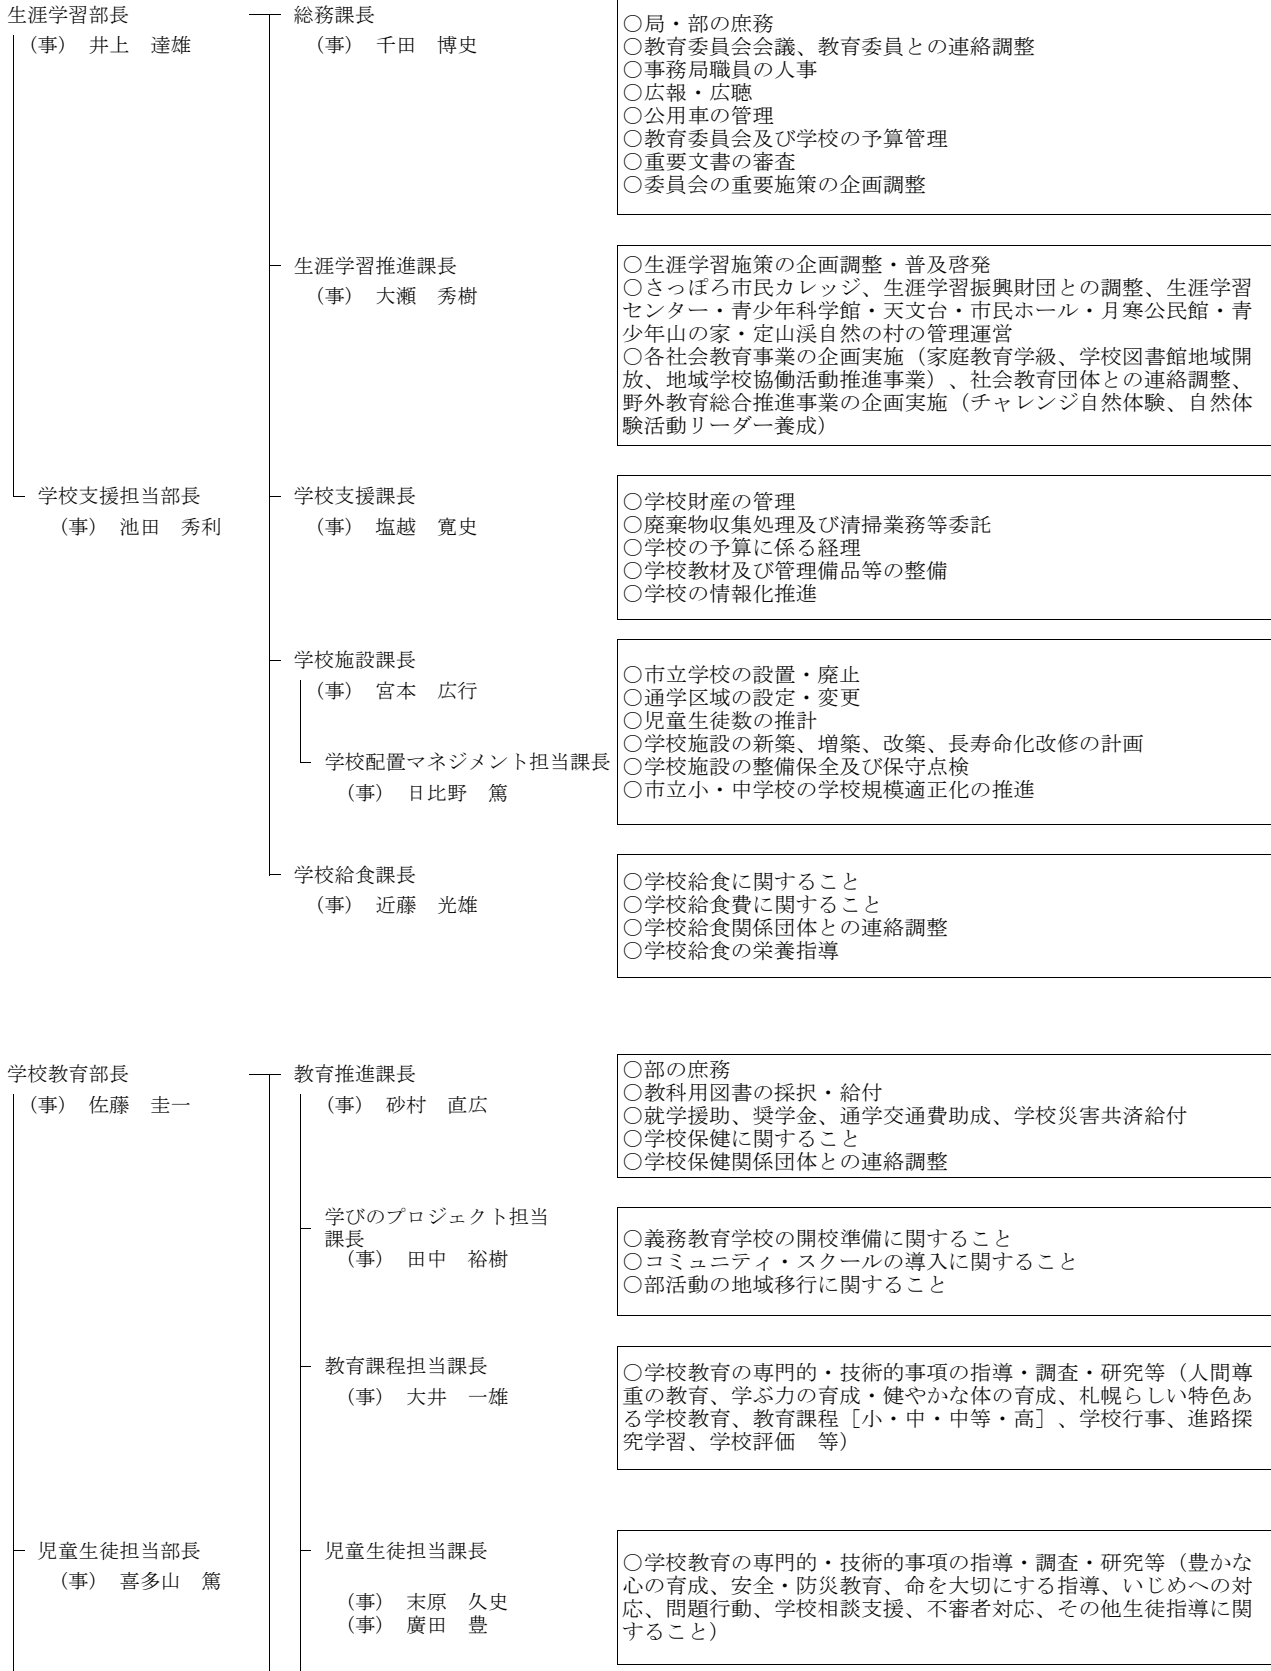 生涯学習部長
(事)　井上　達雄
総務課長
(事)　千田　博史
○局・部の庶務
○教育委員会会議、教育委員との連絡調整
○事務局職員の人事
○広報・広聴
○公用車の管理
○教育委員会及び学校の予算管理
○重要文書の審査
○委員会の重要施策の企画調整
生涯学習推進課長
(事)　大瀬　秀樹
○生涯学習施策の企画調整・普及啓発
○さっぽろ市民カレッジ、生涯学習振興財団との調整、生涯学習
センター・青少年科学館・天文台・市民ホール・月寒公民館・青
少年山の家・定山渓自然の村の管理運営
○各社会教育事業の企画実施（家庭教育学級、学校図書館地域開
放、地域学校協働活動推進事業）、社会教育団体との連絡調整、
野外教育総合推進事業の企画実施（チャレンジ自然体験、自然体
験活動リーダー養成）
学校支援担当部長
(事)　池田　秀利
学校支援課長
(事)　塩越　寛史
○学校財産の管理
○廃棄物収集処理及び清掃業務等委託
○学校の予算に係る経理
○学校教材及び管理備品等の整備
○学校の情報化推進
学校施設課長
(事)　宮本　広行
学校配置マネジメント担当課長
(事)　日比野　篤
○市立学校の設置・廃止
○通学区域の設定・変更
○児童生徒数の推計
○学校施設の新築、増築、改築、長寿命化改修の計画
○学校施設の整備保全及び保守点検
○市立小・中学校の学校規模適正化の推進
学校給食課長
(事)　近藤　光雄
○学校給食に関すること
○学校給食費に関すること
○学校給食関係団体との連絡調整
○学校給食の栄養指導
学校教育部長
(事)　佐藤　圭一
教育推進課長
(事)　砂村　直広
○部の庶務
○教科用図書の採択・給付
○就学援助、奨学金、通学交通費助成、学校災害共済給付
○学校保健に関すること
○学校保健関係団体との連絡調整
学びのプロジェクト担当
課長
(事)　田中　裕樹
○義務教育学校の開校準備に関すること
○コミュニティ・スクールの導入に関すること
○部活動の地域移行に関すること
教育課程担当課長
(事)　大井　一雄
○学校教育の専門的・技術的事項の指導・調査・研究等（人間尊
重の教育、学ぶ力の育成・健やかな体の育成、札幌らしい特色あ
る学校教育、教育課程［小・中・中等・高］、学校行事、進路探
究学習、学校評価　等）
児童生徒担当部長
(事)　喜多山　篤
児童生徒担当課長
(事)　末原　久史
(事)　廣田　豊
○学校教育の専門的・技術的事項の指導・調査・研究等（豊かな
心の育成、安全・防災教育、命を大切にする指導、いじめへの対
応、問題行動、学校相談支援、不審者対応、その他生徒指導に関
すること）